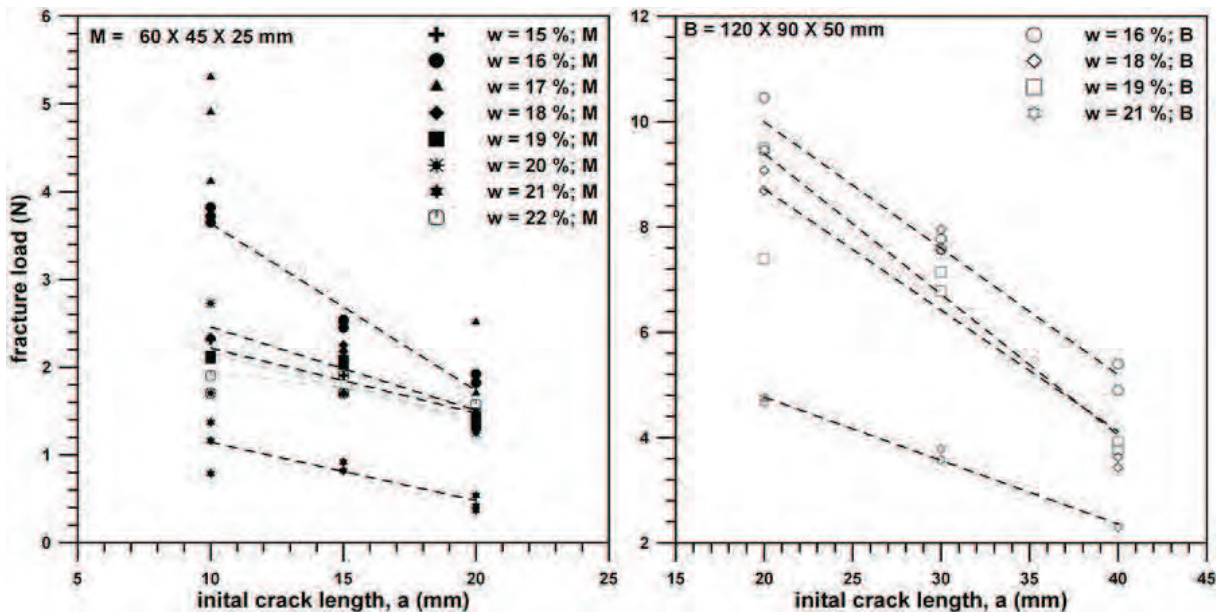 M = 60 X 45 X 25 mm
w = 15 %; M
w = 16 %; M
w = 17 %; M
w = 18 %; M
w = 19 %; M
w = 20 %; M
w = 21 %; M
w = 22 %; M
fracture load (N)
6
5
4
3
2
1
0
5
10
15
20
25
inital crack length, a (mm)
B = 120 X 90 X 50 mm
w = 16 %; B
w = 18 %; B
w = 19 %; B
w = 21 %; B
12
10
8
6
4
2
15
20
25
30
35
40
45
inital crack length, a (mm)